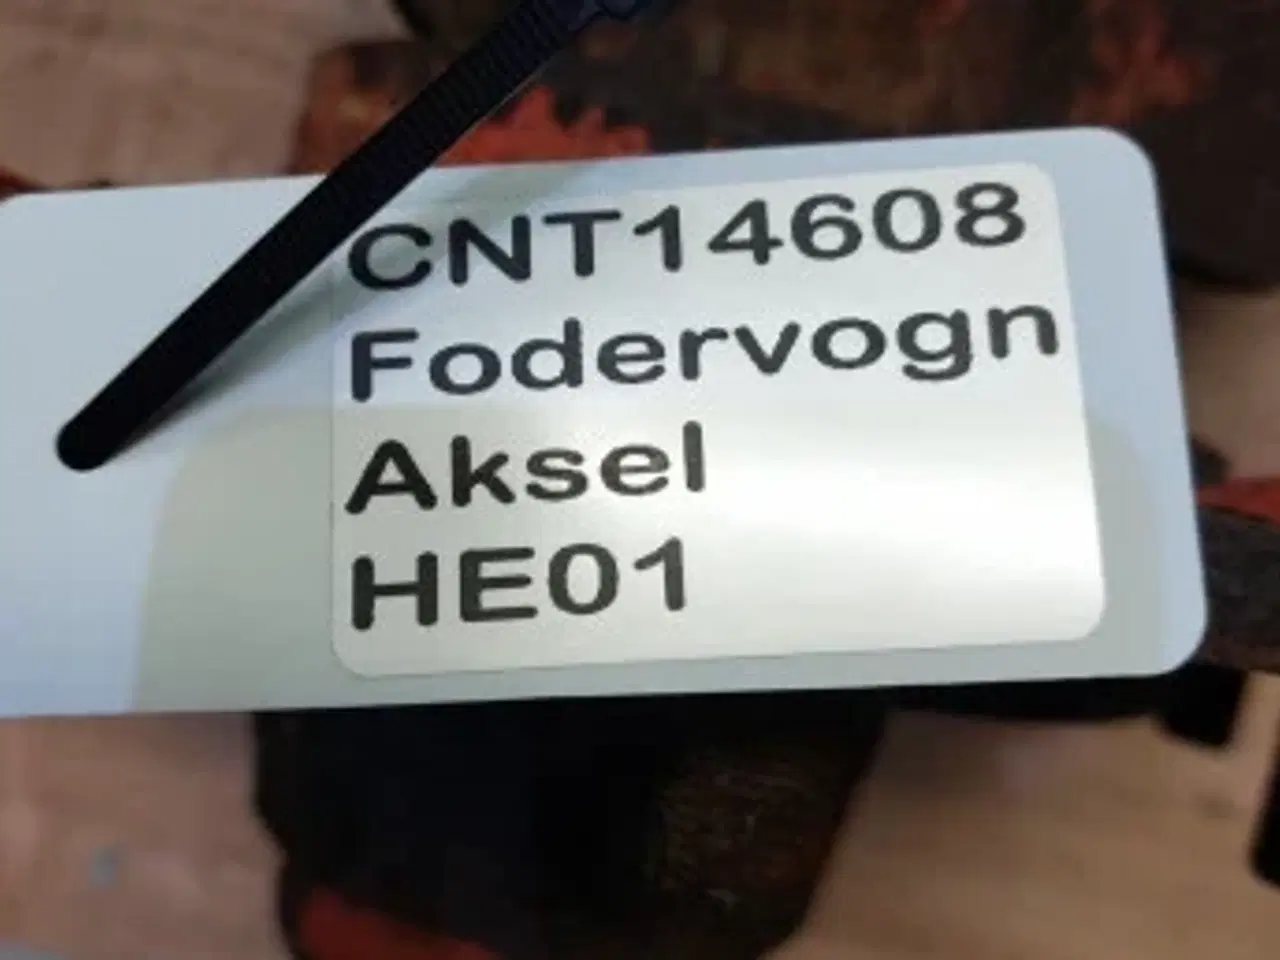 CNT14608
Fodervogn
Aksel
HE01